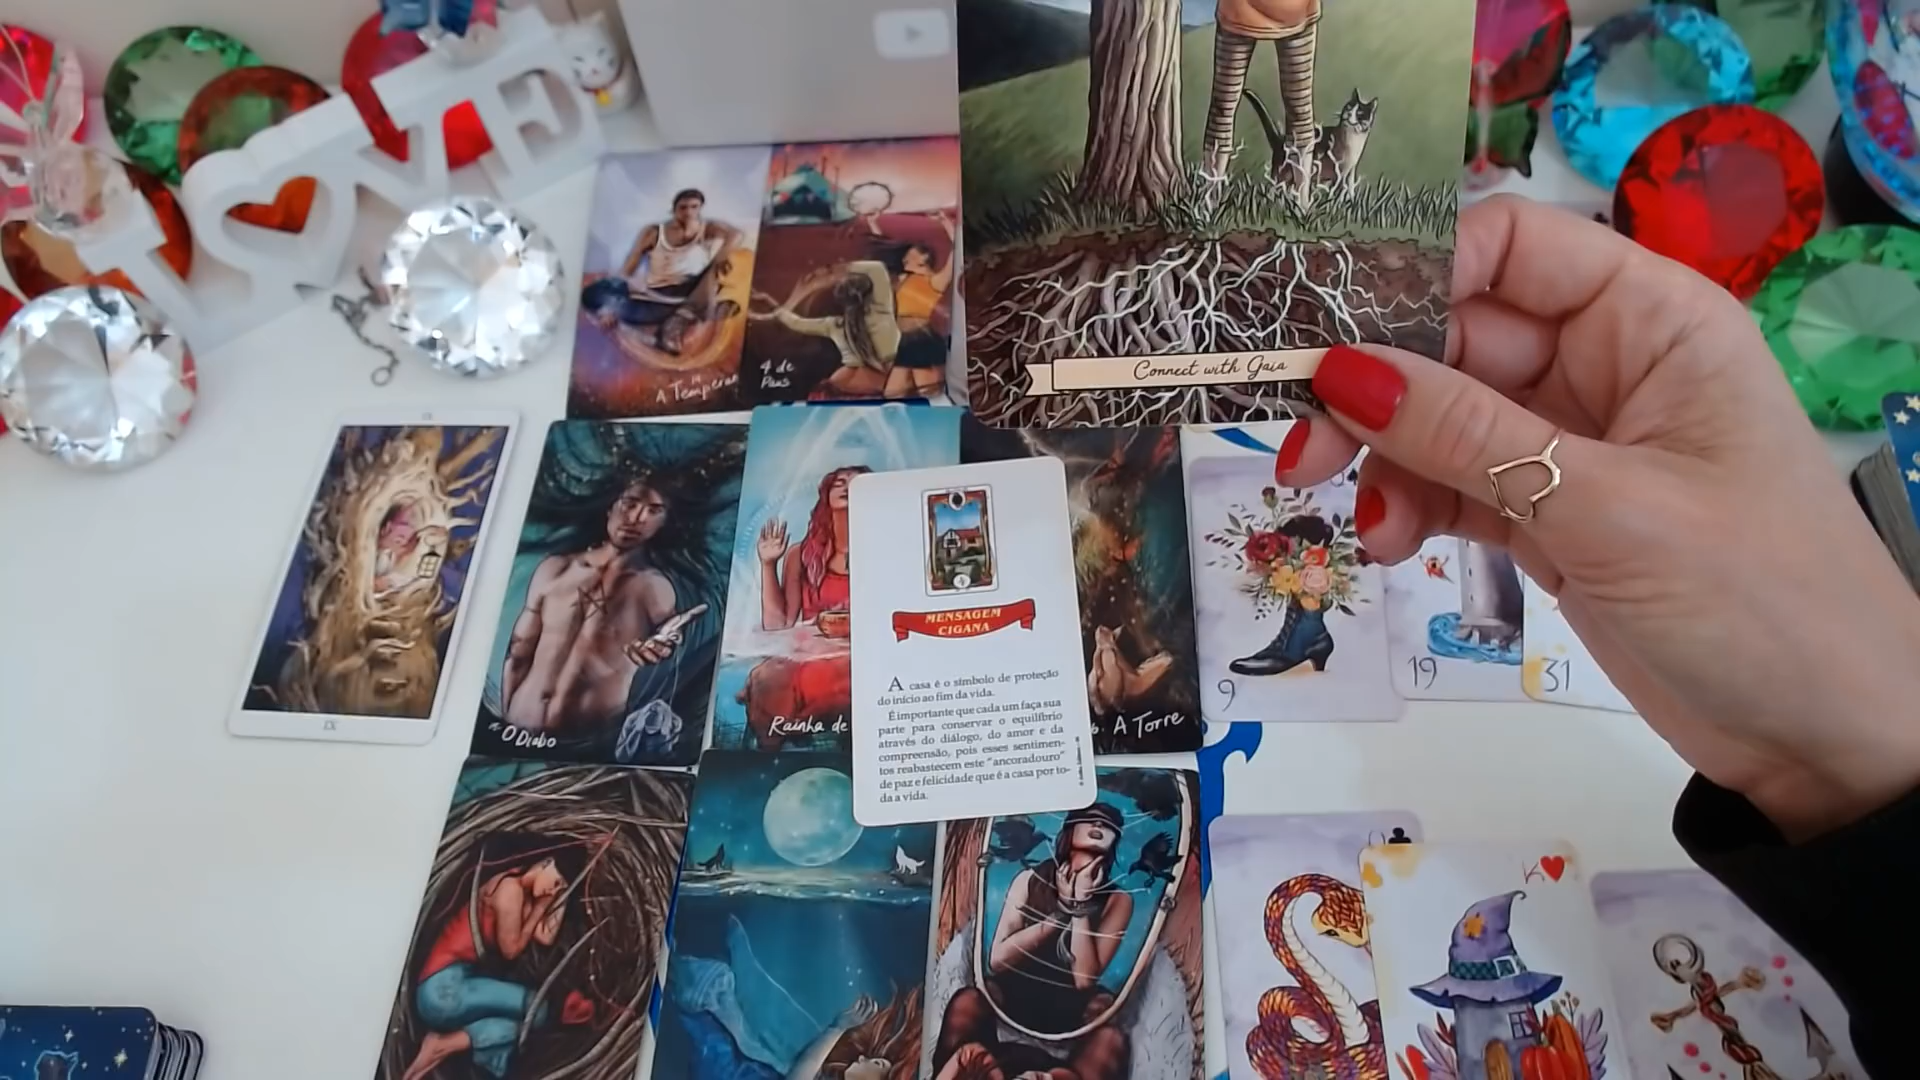 LOVE
Connect with Gaia
A Temperan
4 de
Paus
IX
O Diabo
Rainha de
MENSAGEM
CIGANA
A casa é o símbolo de proteção
do início ao fim da vida.
É importante que cada um faça sua
parte para conservar o equilíbrio
através do diálogo, do amor e da
compreensão, pois esses sentimen-
tos reabastecem este "ancoradouro"
de paz e felicidade que é a casa por to-
da a vida.
4
A Torre
9
19
31
Q
K